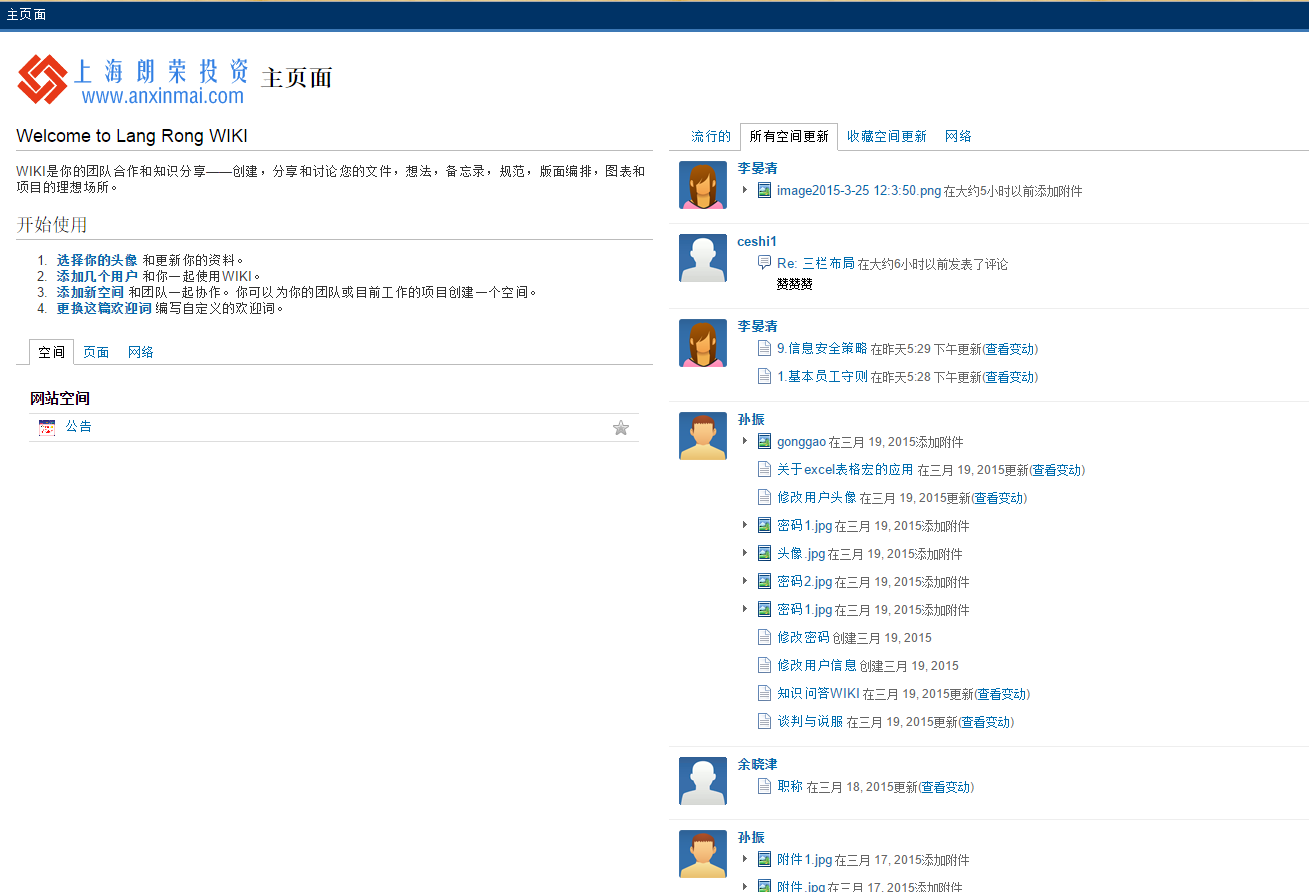 主页面
上海朗荣投资
www.anxinmai.com
主页面
Welcome to Lang Rong WIKI
WIKI是你的团队合作和知识分享——创建，分享和讨论您的文件，想法，备忘录，规范，版面编排，图表和
项目的理想场所。
开始使用
1. 选择你的头像 和更新你的资料。
2. 添加几个用户 和你一起使用WIKI。
3. 添加新空间 和团队一起协作。你可以为你的团队或目前工作的项目创建一个空间。
4. 更换这篇欢迎词 编写自定义的欢迎词。
空间 页面 网络
网站空间
公告
流行的 所有空间更新 收藏空间更新 网络
李晏清
image2015-3-25 12:3:50.png 在大约5小时以前添加附件
ceshi1
Re: 三栏布局 在大约6小时以前发表了评论
赞赞赞
李晏清
9.信息安全策略 在昨天5:29 下午更新(查看变动)
1.基本员工守则 在昨天5:28 下午更新(查看变动)
孙振
gonggao 在三月 19, 2015添加附件
关于excel表格宏的应用 在三月 19, 2015更新(查看变动)
修改用户头像 在三月 19, 2015更新(查看变动)
密码1.jpg 在三月 19, 2015添加附件
头像.jpg 在三月 19, 2015添加附件
密码2.jpg 在三月 19, 2015添加附件
密码1.jpg 在三月 19, 2015添加附件
修改密码 创建三月 19, 2015
修改用户信息 创建三月 19, 2015
知识问答WIKI 在三月 19, 2015更新(查看变动)
谈判与说服 在三月 19, 2015更新(查看变动)
余晓津
职称 在三月 18, 2015更新(查看变动)
孙振
附件1.jpg 在三月 17, 2015添加附件
附件.jpg 在三月 17, 2015添加附件